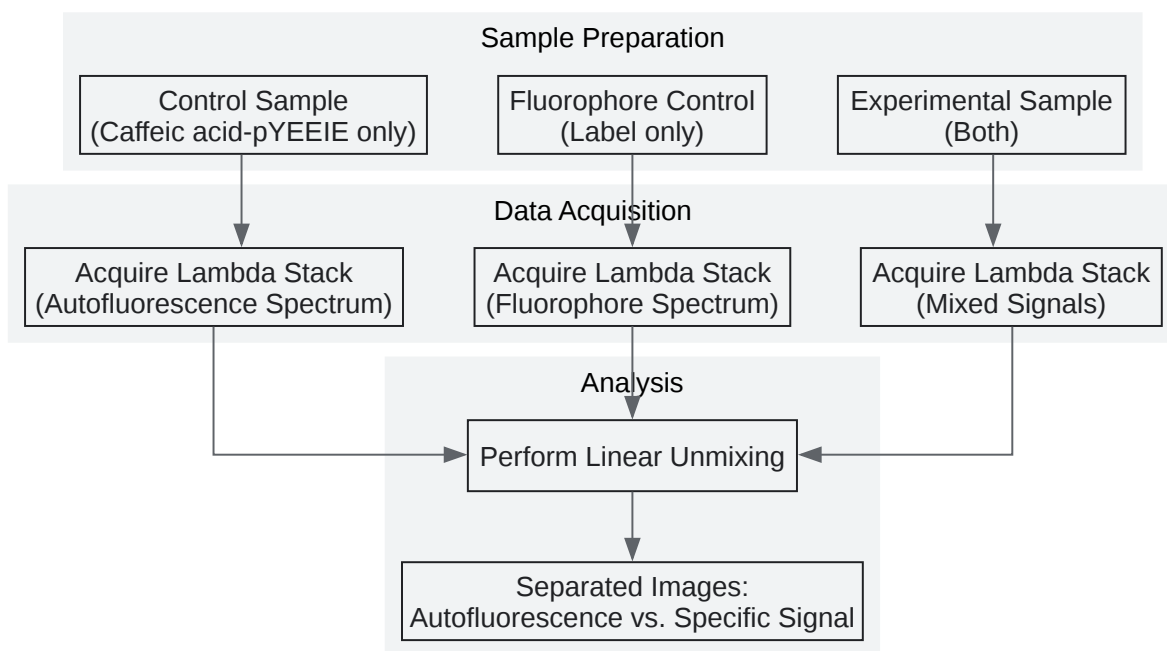 Sample Preparation
Control Sample
(Caffeic acid-pYEEIE only)
Fluorophore Control
(Label only)
Experimental Sample
(Both)
Data Acquisition
Acquire Lambda Stack
(Autofluorescence Spectrum)
Acquire Lambda Stack
(Fluorophore Spectrum)
Acquire Lambda Stack
(Mixed Signals)
Analysis
Perform Linear Unmixing
Separated Images:
Autofluorescence vs. Specific Signal